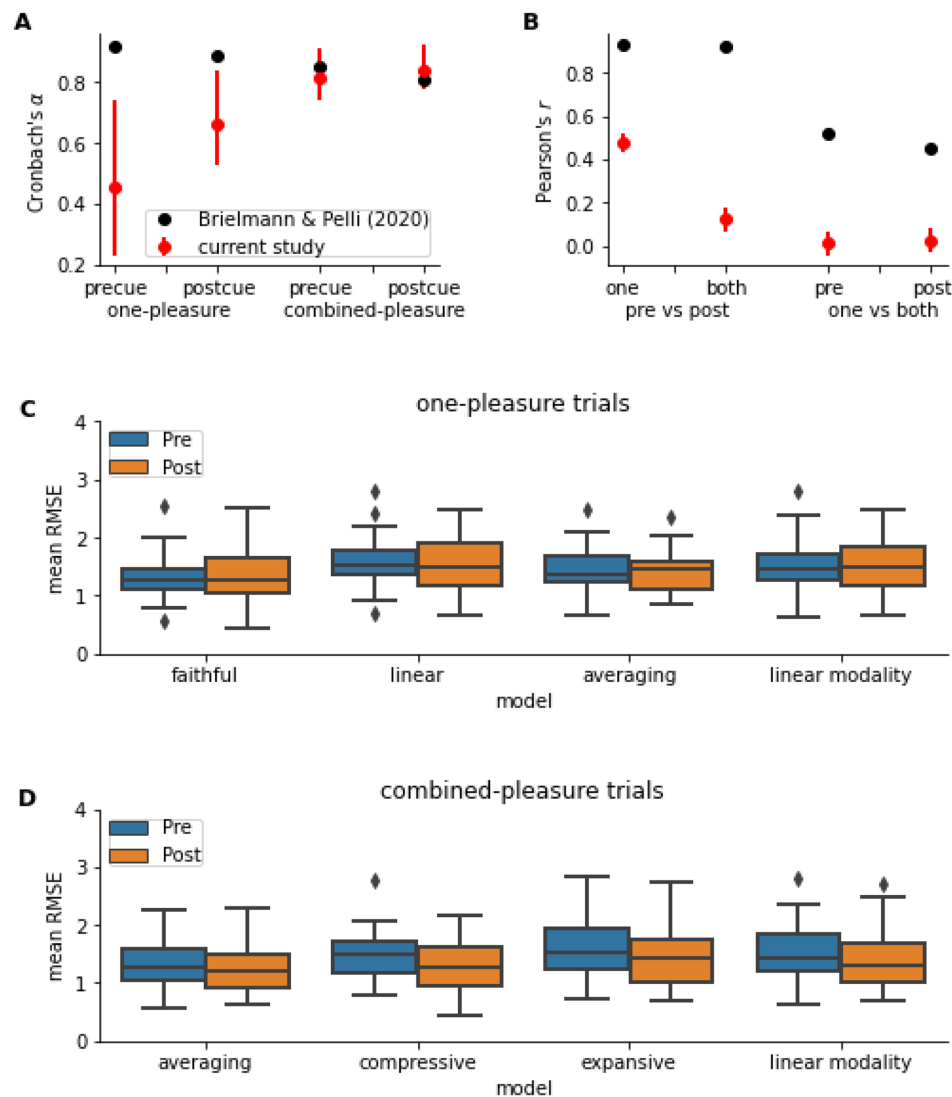 A
Cronbach's α
0.8
0.6
0.4
0.2
Brielmann & Pelli (2020)
current study
precue postcue precue postcue
one-pleasure combined-pleasure
B
Pearson's r
0.8
0.6
0.4
0.2
0.0
one both pre post
pre vs post one vs both
C
one-pleasure trials
mean RMSE
4
3
2
1
0
Pre
Post
faithful linear averaging linear modality
model
D
combined-pleasure trials
mean RMSE
4
3
2
1
0
Pre
Post
averaging compressive expansive linear modality
model